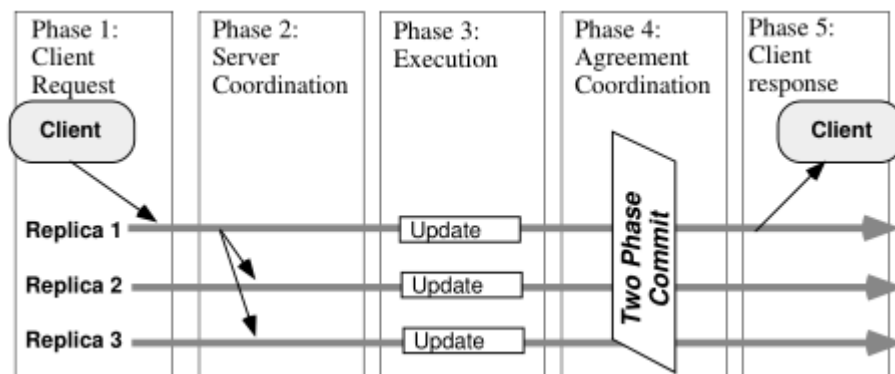 Phase 1:
Client
Request
Phase 2:
Server
Coordination
Phase 3:
Execution
Phase 4:
Agreement
Coordination
Phase 5:
Client
response
Client
Client
Replica 1
Update
Replica 2
Update
Replica 3
Update
Two Phase
Commit